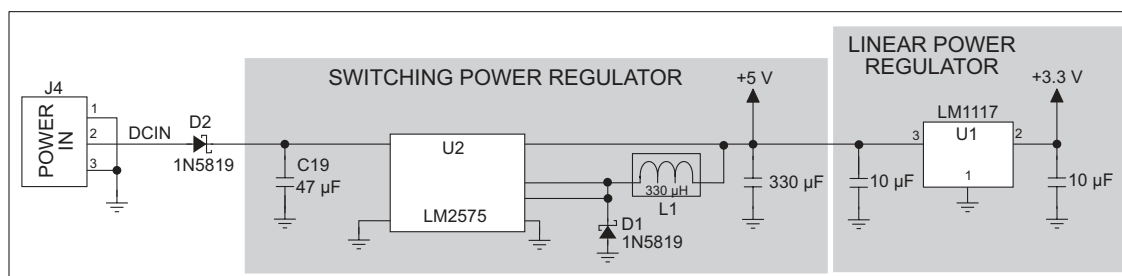 LINEAR POWER
REGULATOR
SWITCHING POWER REGULATOR
+5 V
+3.3 V
J4
POWER
IN
1
2
3
DCIN
D2
1N5819
C19
47 µF
U2
LM2575
330 µH
L1
D1
1N5819
330 µF
10 µF
LM1117
3
U1
2
1
10 µF